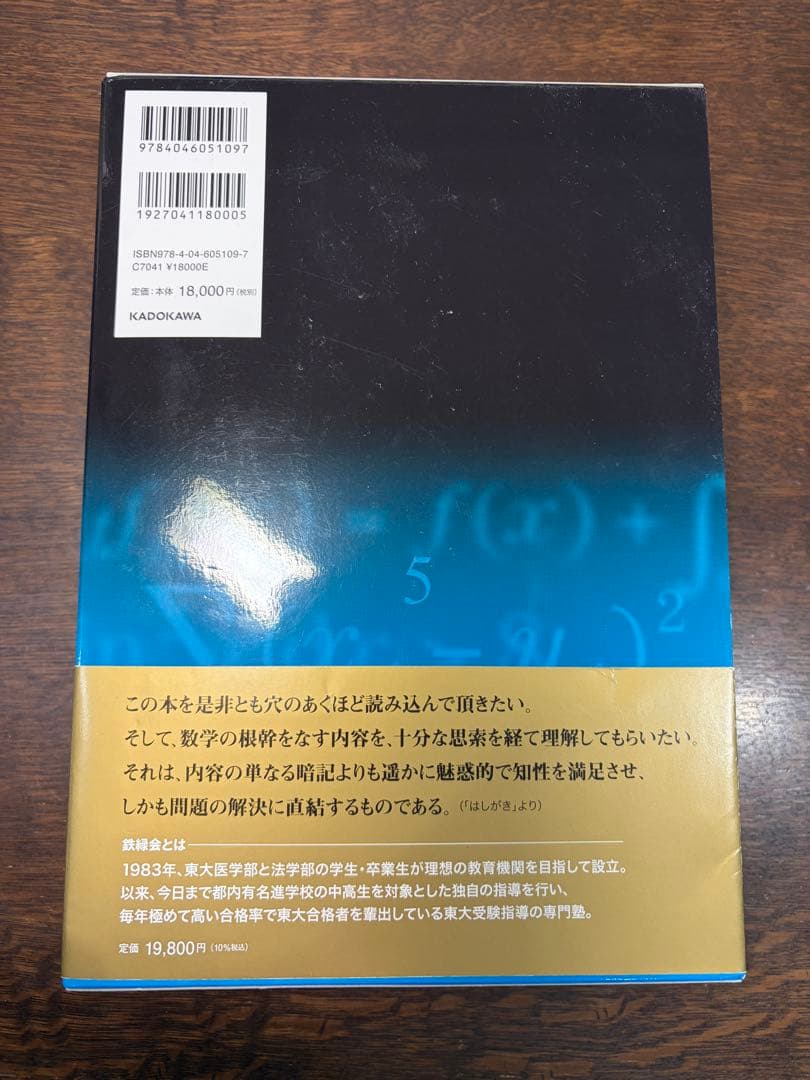 9784046051097
1927041180005
ISBN978-4-04-605109-7
C7041 ¥18000E
定価：本体 18,000円（税別）
KADOKAWA
= f(x) + ∫
5
2
この本を是非とも穴のあくほど読み込んで頂きたい。
そして、数学の根幹をなす内容を、十分な思索を経て理解してもらいたい。
それは、内容の単なる暗記よりも遥かに魅惑的で知性を満足させ、
しかも問題の解決に直結するものである。（「はしがき」より）
鉄緑会とは
1983年、東大医学部と法学部の学生・卒業生が理想の教育機関を目指して設立。
以来、今日まで都内有名進学校の中高生を対象とした独自の指導を行い、
毎年極めて高い合格率で東大合格者を輩出している東大受験指導の専門塾。
定価 19,800円（10%税込）